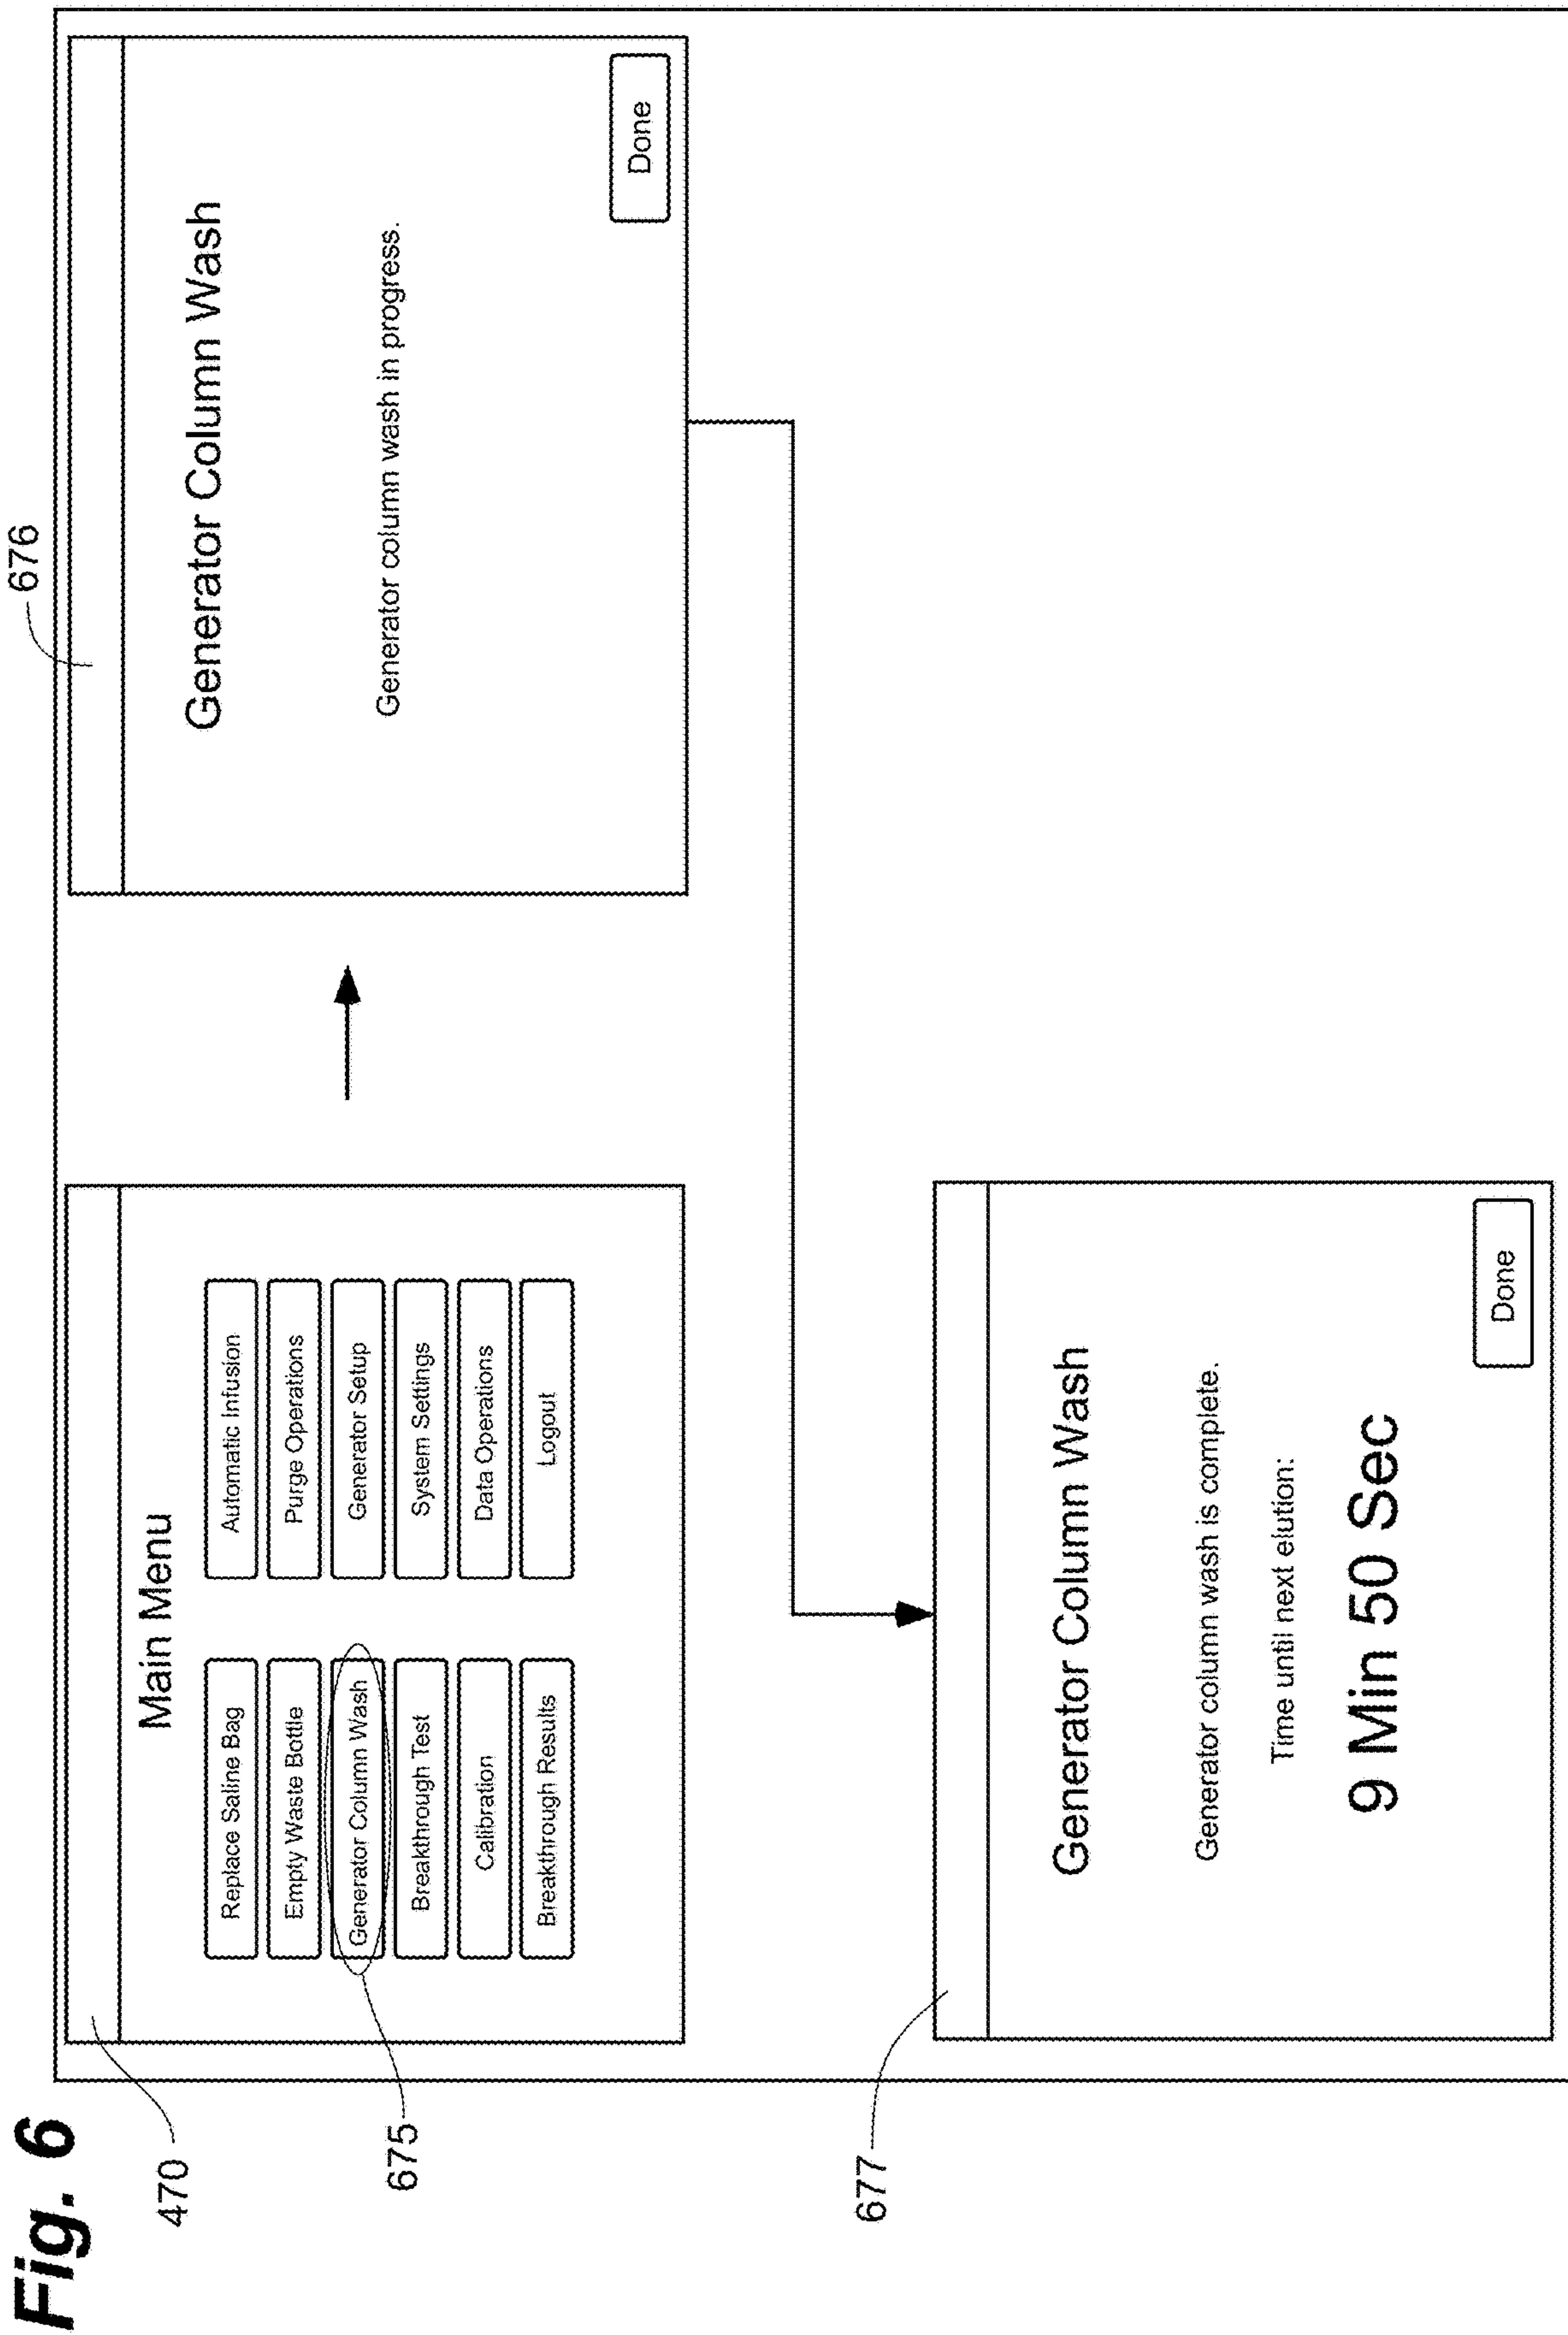 Fig. 6
470
Main Menu
Replace Saline Bag
Automatic Infusion
Empty Waste Bottle
Purge Operations
Generator Column Wash
Generator Setup
Breakthrough Test
System Settings
Calibration
Data Operations
Breakthrough Results
Logout
675
676
Generator Column Wash
Generator column wash in progress.
Done
677
Generator Column Wash
Generator column wash is complete.
Time until next elution:
9 Min 50 Sec
Done